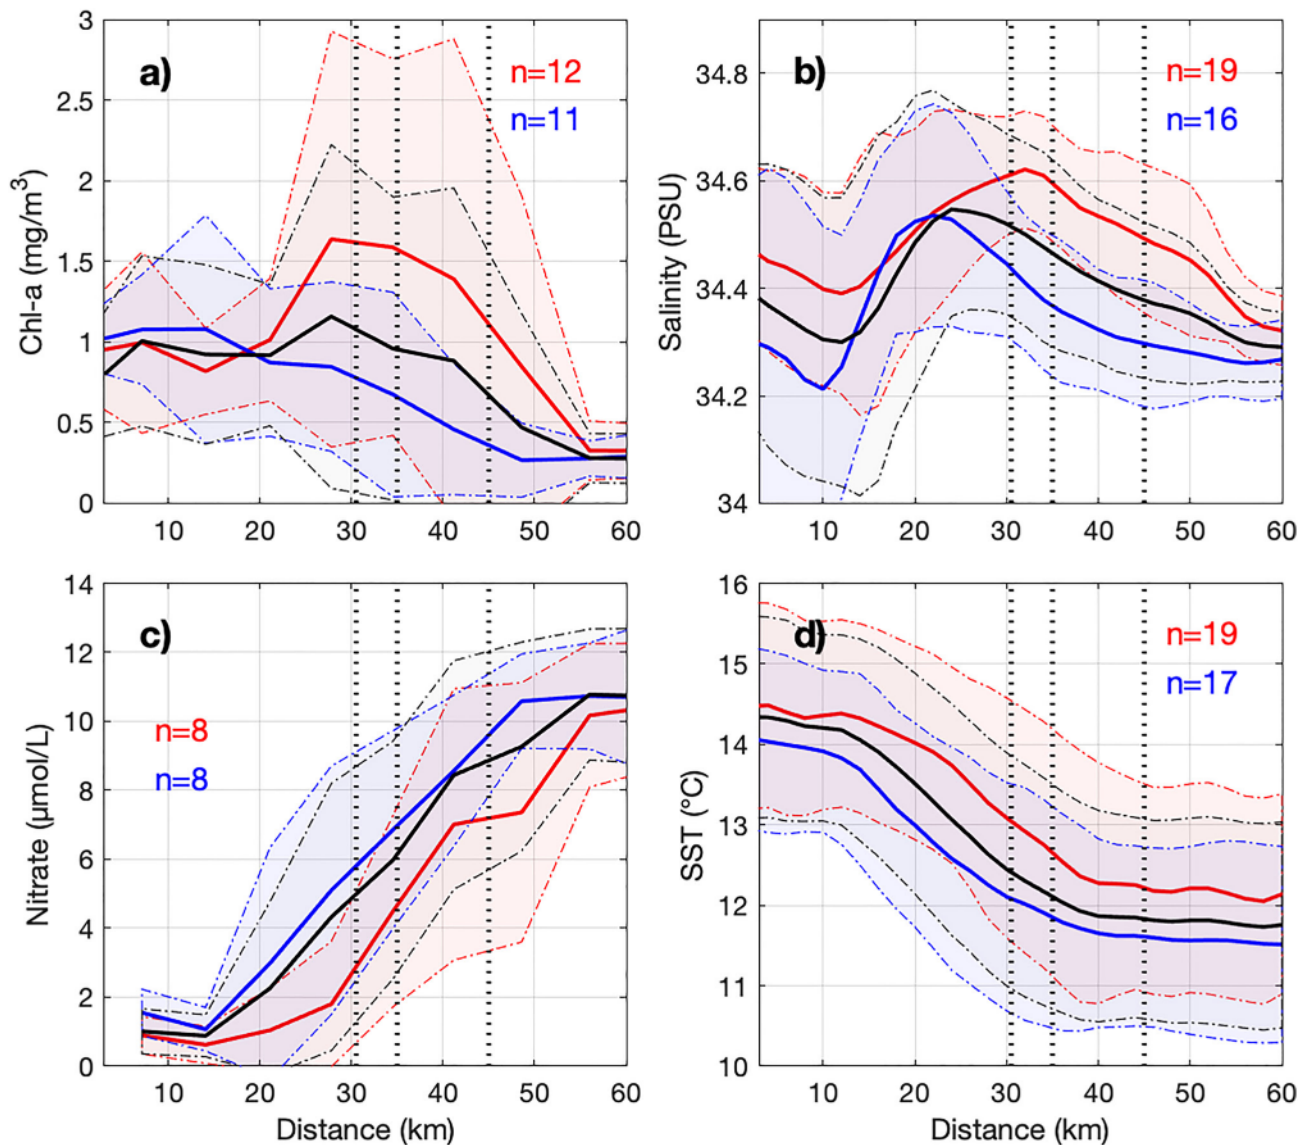 a)
n=12
n=11
Chl-a (mg/m³)
3
2.5
2
1.5
1
0.5
0
10 20 30 40 50 60
b)
n=19
n=16
Salinity (PSU)
34.8
34.6
34.4
34.2
34
10 20 30 40 50 60
c)
n=8
n=8
Nitrate (μmol/L)
14
12
10
8
6
4
2
0
10 20 30 40 50 60
Distance (km)
d)
n=19
n=17
SST (°C)
16
15
14
13
12
11
10
10 20 30 40 50 60
Distance (km)